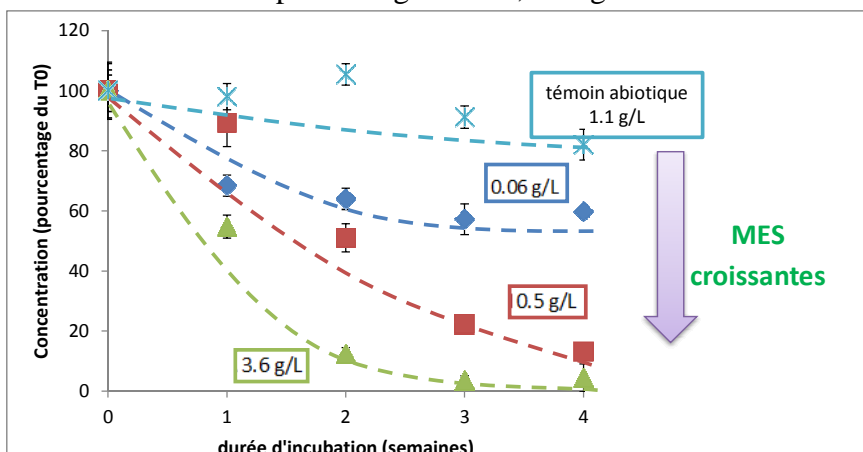 120
100
80
60
40
20
0
Concentration (pourcentage du T0)
témoin abiotique
1.1 g/L
0.06 g/L
0.5 g/L
3.6 g/L
MES
croissantes
0 1 2 3 4
durée d'incubation (semaines)